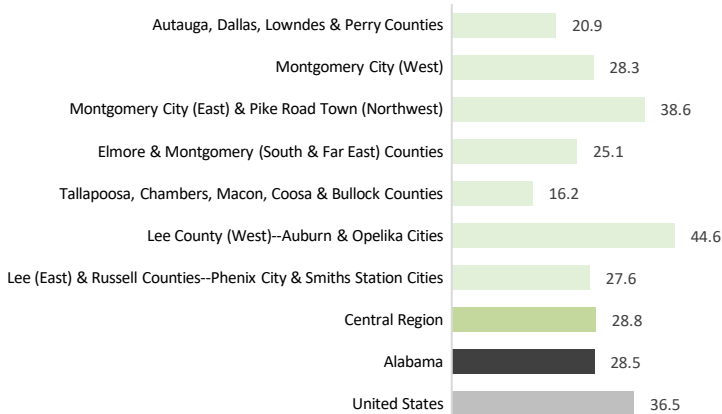 Autauga, Dallas, Lowndes & Perry Counties 20.9
Montgomery City (West) 28.3
Montgomery City (East) & Pike Road Town (Northwest) 38.6
Elmore & Montgomery (South & Far East) Counties 25.1
Tallapoosa, Chambers, Macon, Coosa & Bullock Counties 16.2
Lee County (West)--Auburn & Opelika Cities 44.6
Lee (East) & Russell Counties--Phenix City & Smiths Station Cities 27.6
Central Region 28.8
Alabama 28.5
United States 36.5